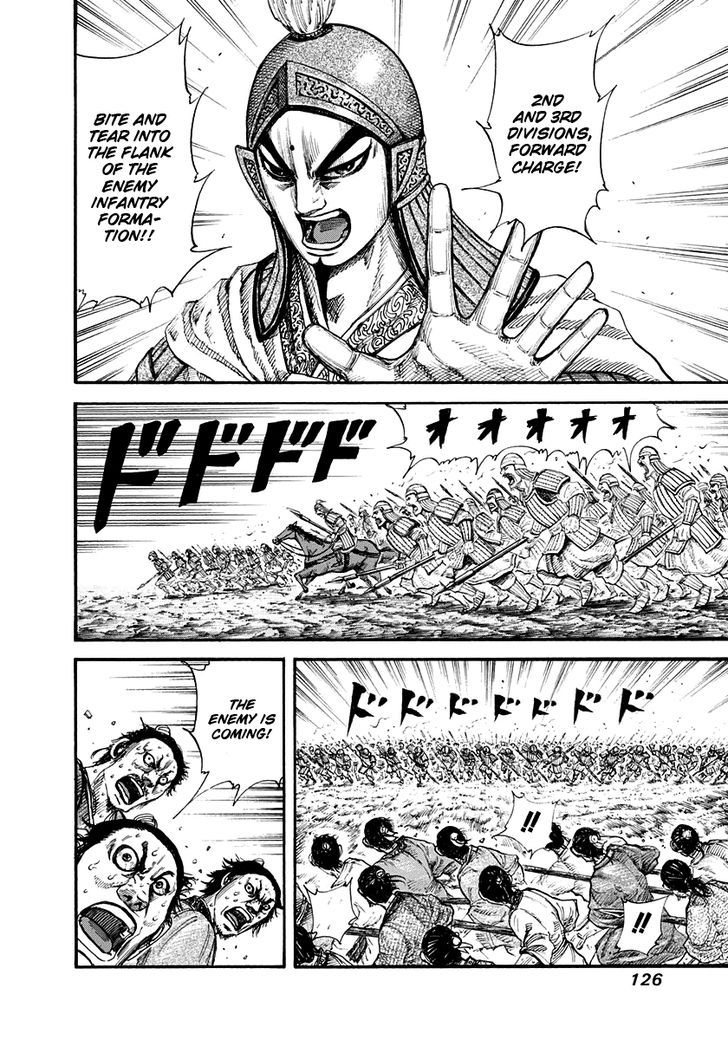 2ND
AND 3RD
DIVISIONS,
FORWARD
CHARGE!
BITE AND
TEAR INTO
THE FLANK
OF THE
ENEMY
INFANTRY
FORMA-
TION!!
オオオオオ
ドドドド
ドドドドドド
!!
!!
THE
ENEMY IS
COMING!
126